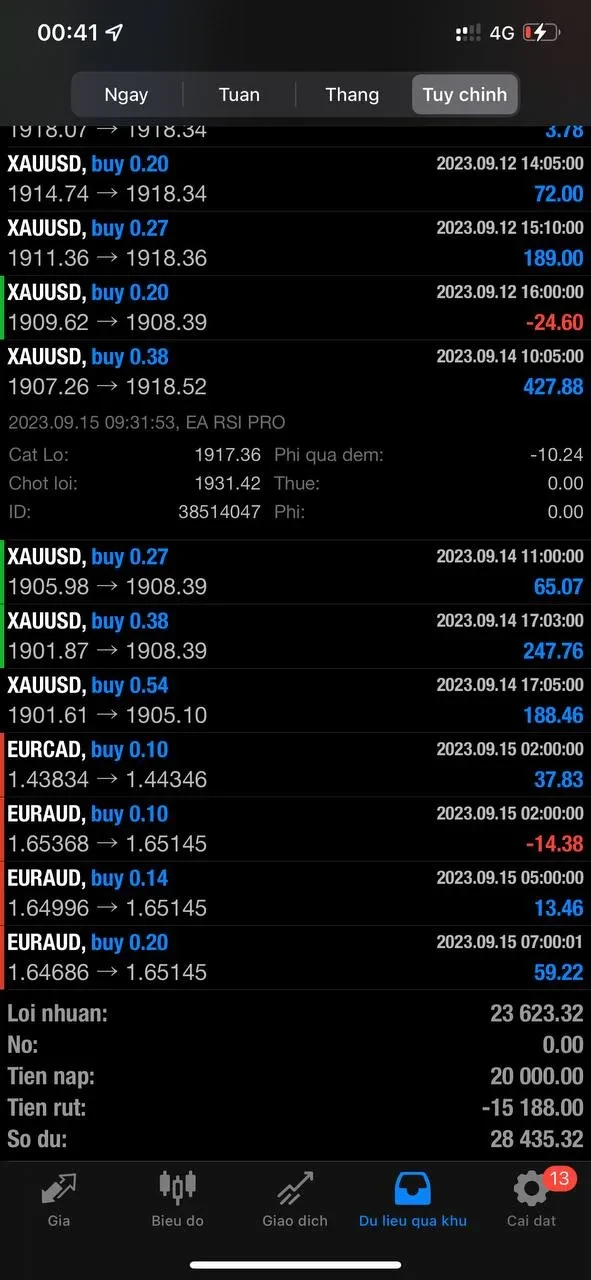 00:41 4G
Ngay Tuan Thang Tuy chinh
1918.07 → 1918.34 3.78
XAUUSD, buy 0.20 2023.09.12 14:05:00
1914.74 → 1918.34 72.00
XAUUSD, buy 0.27 2023.09.12 15:10:00
1911.36 → 1918.36 189.00
XAUUSD, buy 0.20 2023.09.12 16:00:00
1909.62 → 1908.39 -24.60
XAUUSD, buy 0.38 2023.09.14 10:05:00
1907.26 → 1918.52 427.88
2023.09.15 09:31:53, EA RSI PRO
Cat Lo: 1917.36 Phi qua dem: -10.24
Chot loi: 1931.42 Thue: 0.00
ID: 38514047 Phi: 0.00
XAUUSD, buy 0.27 2023.09.14 11:00:00
1905.98 → 1908.39 65.07
XAUUSD, buy 0.38 2023.09.14 17:03:00
1901.87 → 1908.39 247.76
XAUUSD, buy 0.54 2023.09.14 17:05:00
1901.61 → 1905.10 188.46
EURCAD, buy 0.10 2023.09.15 02:00:00
1.43834 → 1.44346 37.83
EURAUD, buy 0.10 2023.09.15 02:00:00
1.65368 → 1.65145 -14.38
EURAUD, buy 0.14 2023.09.15 05:00:00
1.64996 → 1.65145 13.46
EURAUD, buy 0.20 2023.09.15 07:00:01
1.64686 → 1.65145 59.22
Loi nhuan: 23 623.32
No: 0.00
Tien nap: 20 000.00
Tien rut: -15 188.00
So du: 28 435.32
13
Gia Bieu do Giao dich Du lieu qua khu Cai dat